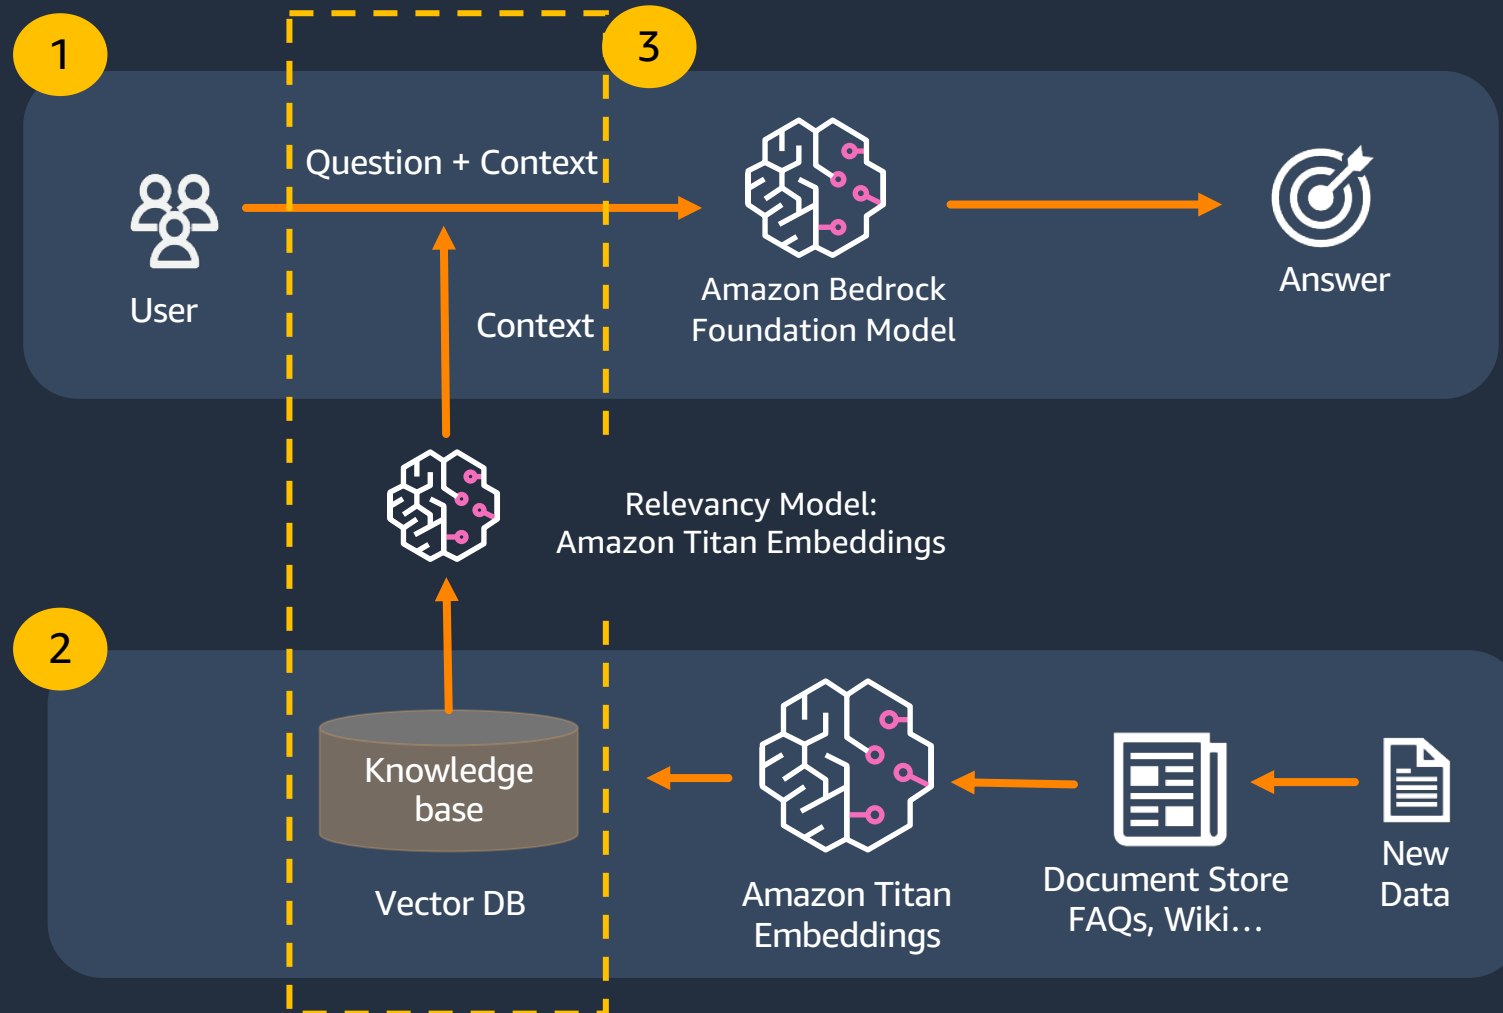 1
3
Question + Context
User
Context
Amazon Bedrock
Foundation Model
Answer
Relevancy Model:
Amazon Titan Embeddings
2
Knowledge
base
Vector DB
Amazon Titan
Embeddings
Document Store
FAQs, Wiki...
New
Data